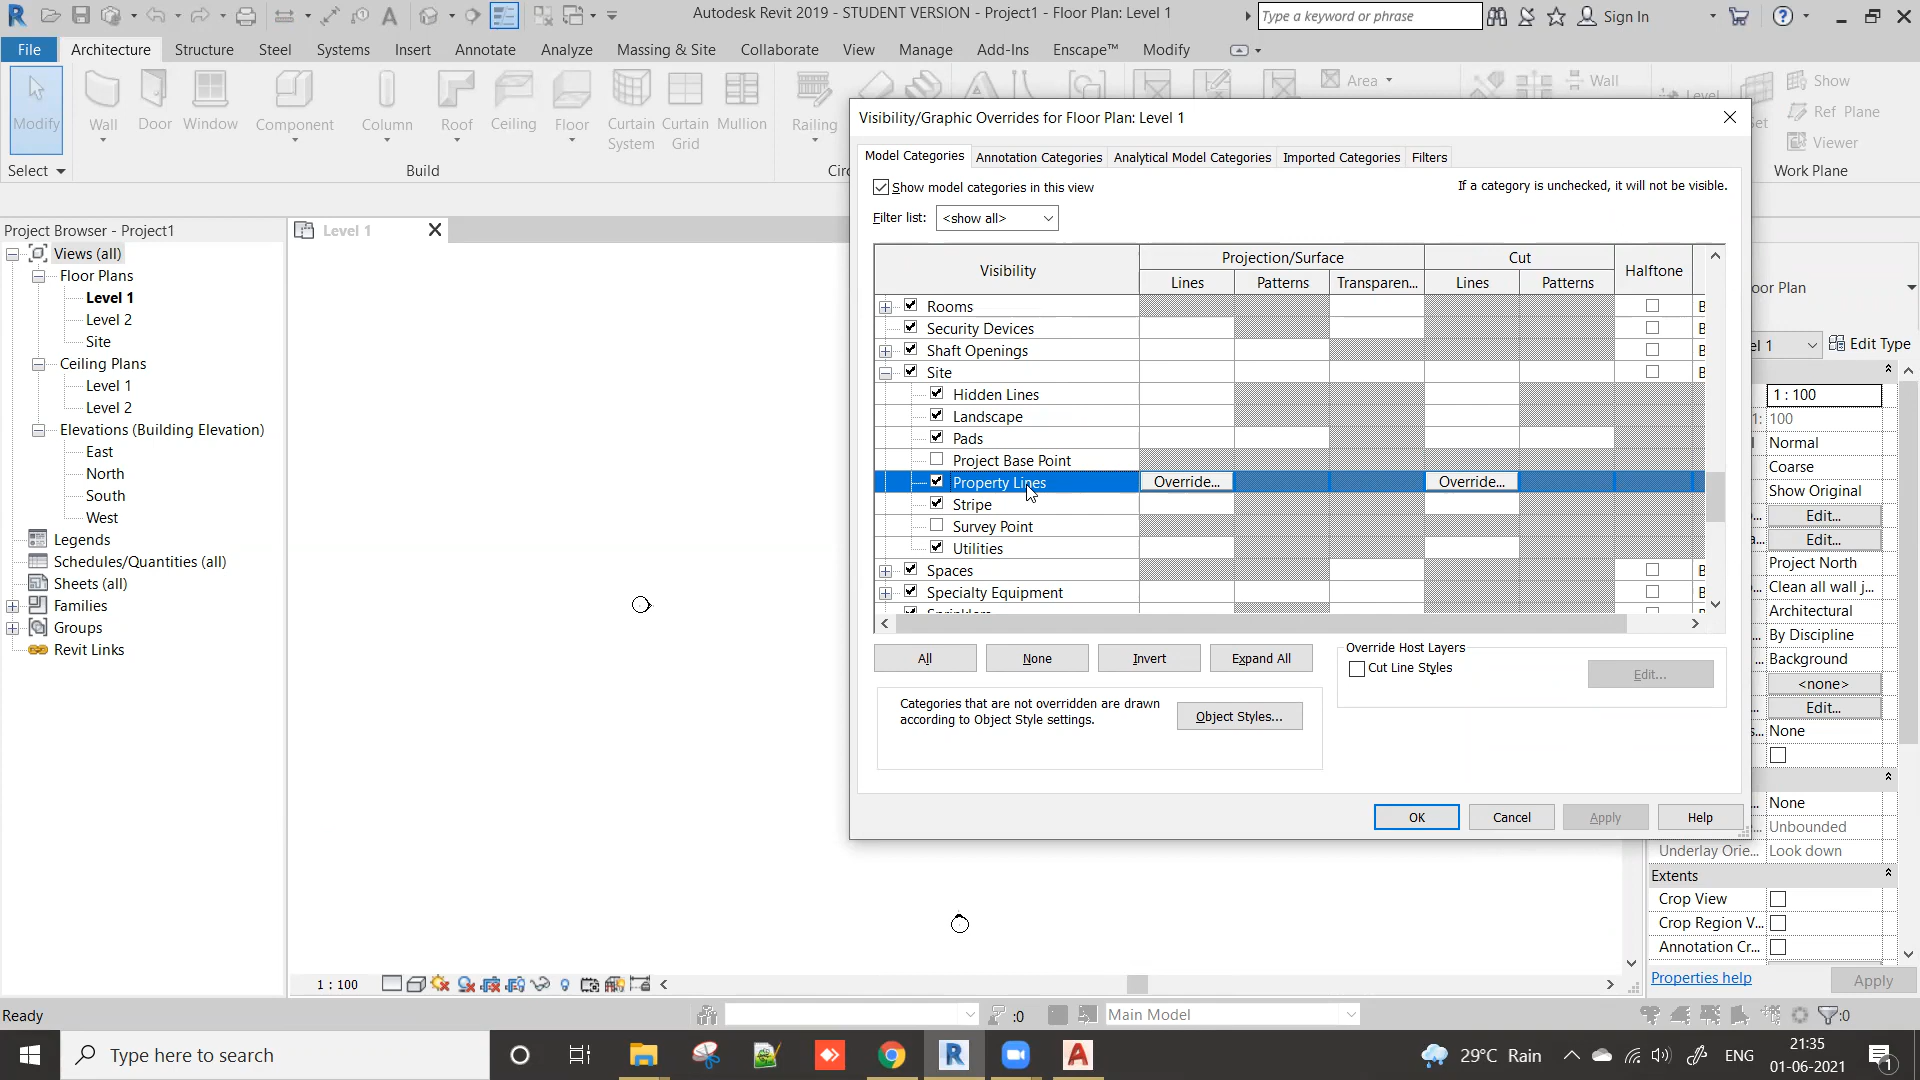 Autodesk Revit 2019 - STUDENT VERSION - Project1 - Floor Plan: Level 1
Type a keyword or phrase
Sign In
File Architecture Structure Steel Systems Insert Annotate Analyze Massing & Site Collaborate View Manage Add-Ins Enscape™ Modify
Modify
Wall
Door
Window
Component
Column
Roof
Ceiling
Floor
Curtain System
Curtain Grid
Mullion
Railing
Area
Wall
Level
Show
Ref Plane
Viewer
Select
Build
Work Plane
Project Browser - Project1
Views (all)
Floor Plans
Level 1
Level 2
Site
Ceiling Plans
Level 1
Level 2
Elevations (Building Elevation)
East
North
South
West
Legends
Schedules/Quantities (all)
Sheets (all)
Families
Groups
Revit Links
Level 1
Visibility/Graphic Overrides for Floor Plan: Level 1
Model Categories Annotation Categories Analytical Model Categories Imported Categories Filters
Show model categories in this view
If a category is unchecked, it will not be visible.
Filter list: <show all>
Visibility
Projection/Surface
Cut
Halftone
Lines Patterns Transparen... Lines Patterns
Rooms
Security Devices
Shaft Openings
Site
Hidden Lines
Landscape
Pads
Project Base Point
Property Lines Override... Override...
Stripe
Survey Point
Utilities
Spaces
Specialty Equipment
All None Invert Expand All
Override Host Layers
Cut Line Styles
Edit...
Categories that are not overridden are drawn
according to Object Style settings.
Object Styles...
OK Cancel Apply Help
oor Plan
el 1 Edit Type
1 : 100
1: 100
Normal
Coarse
Show Original
Edit...
Edit...
Project North
Clean all wall j...
Architectural
By Discipline
Background
<none>
Edit...
None
None
Unbounded
Underlay Orie... Look down
Extents
Crop View
Crop Region V...
Annotation Cr...
Properties help Apply
1 : 100
Ready
:0
Main Model
:0
Type here to search
29°C Rain
ENG
21:35
01-06-2021
1